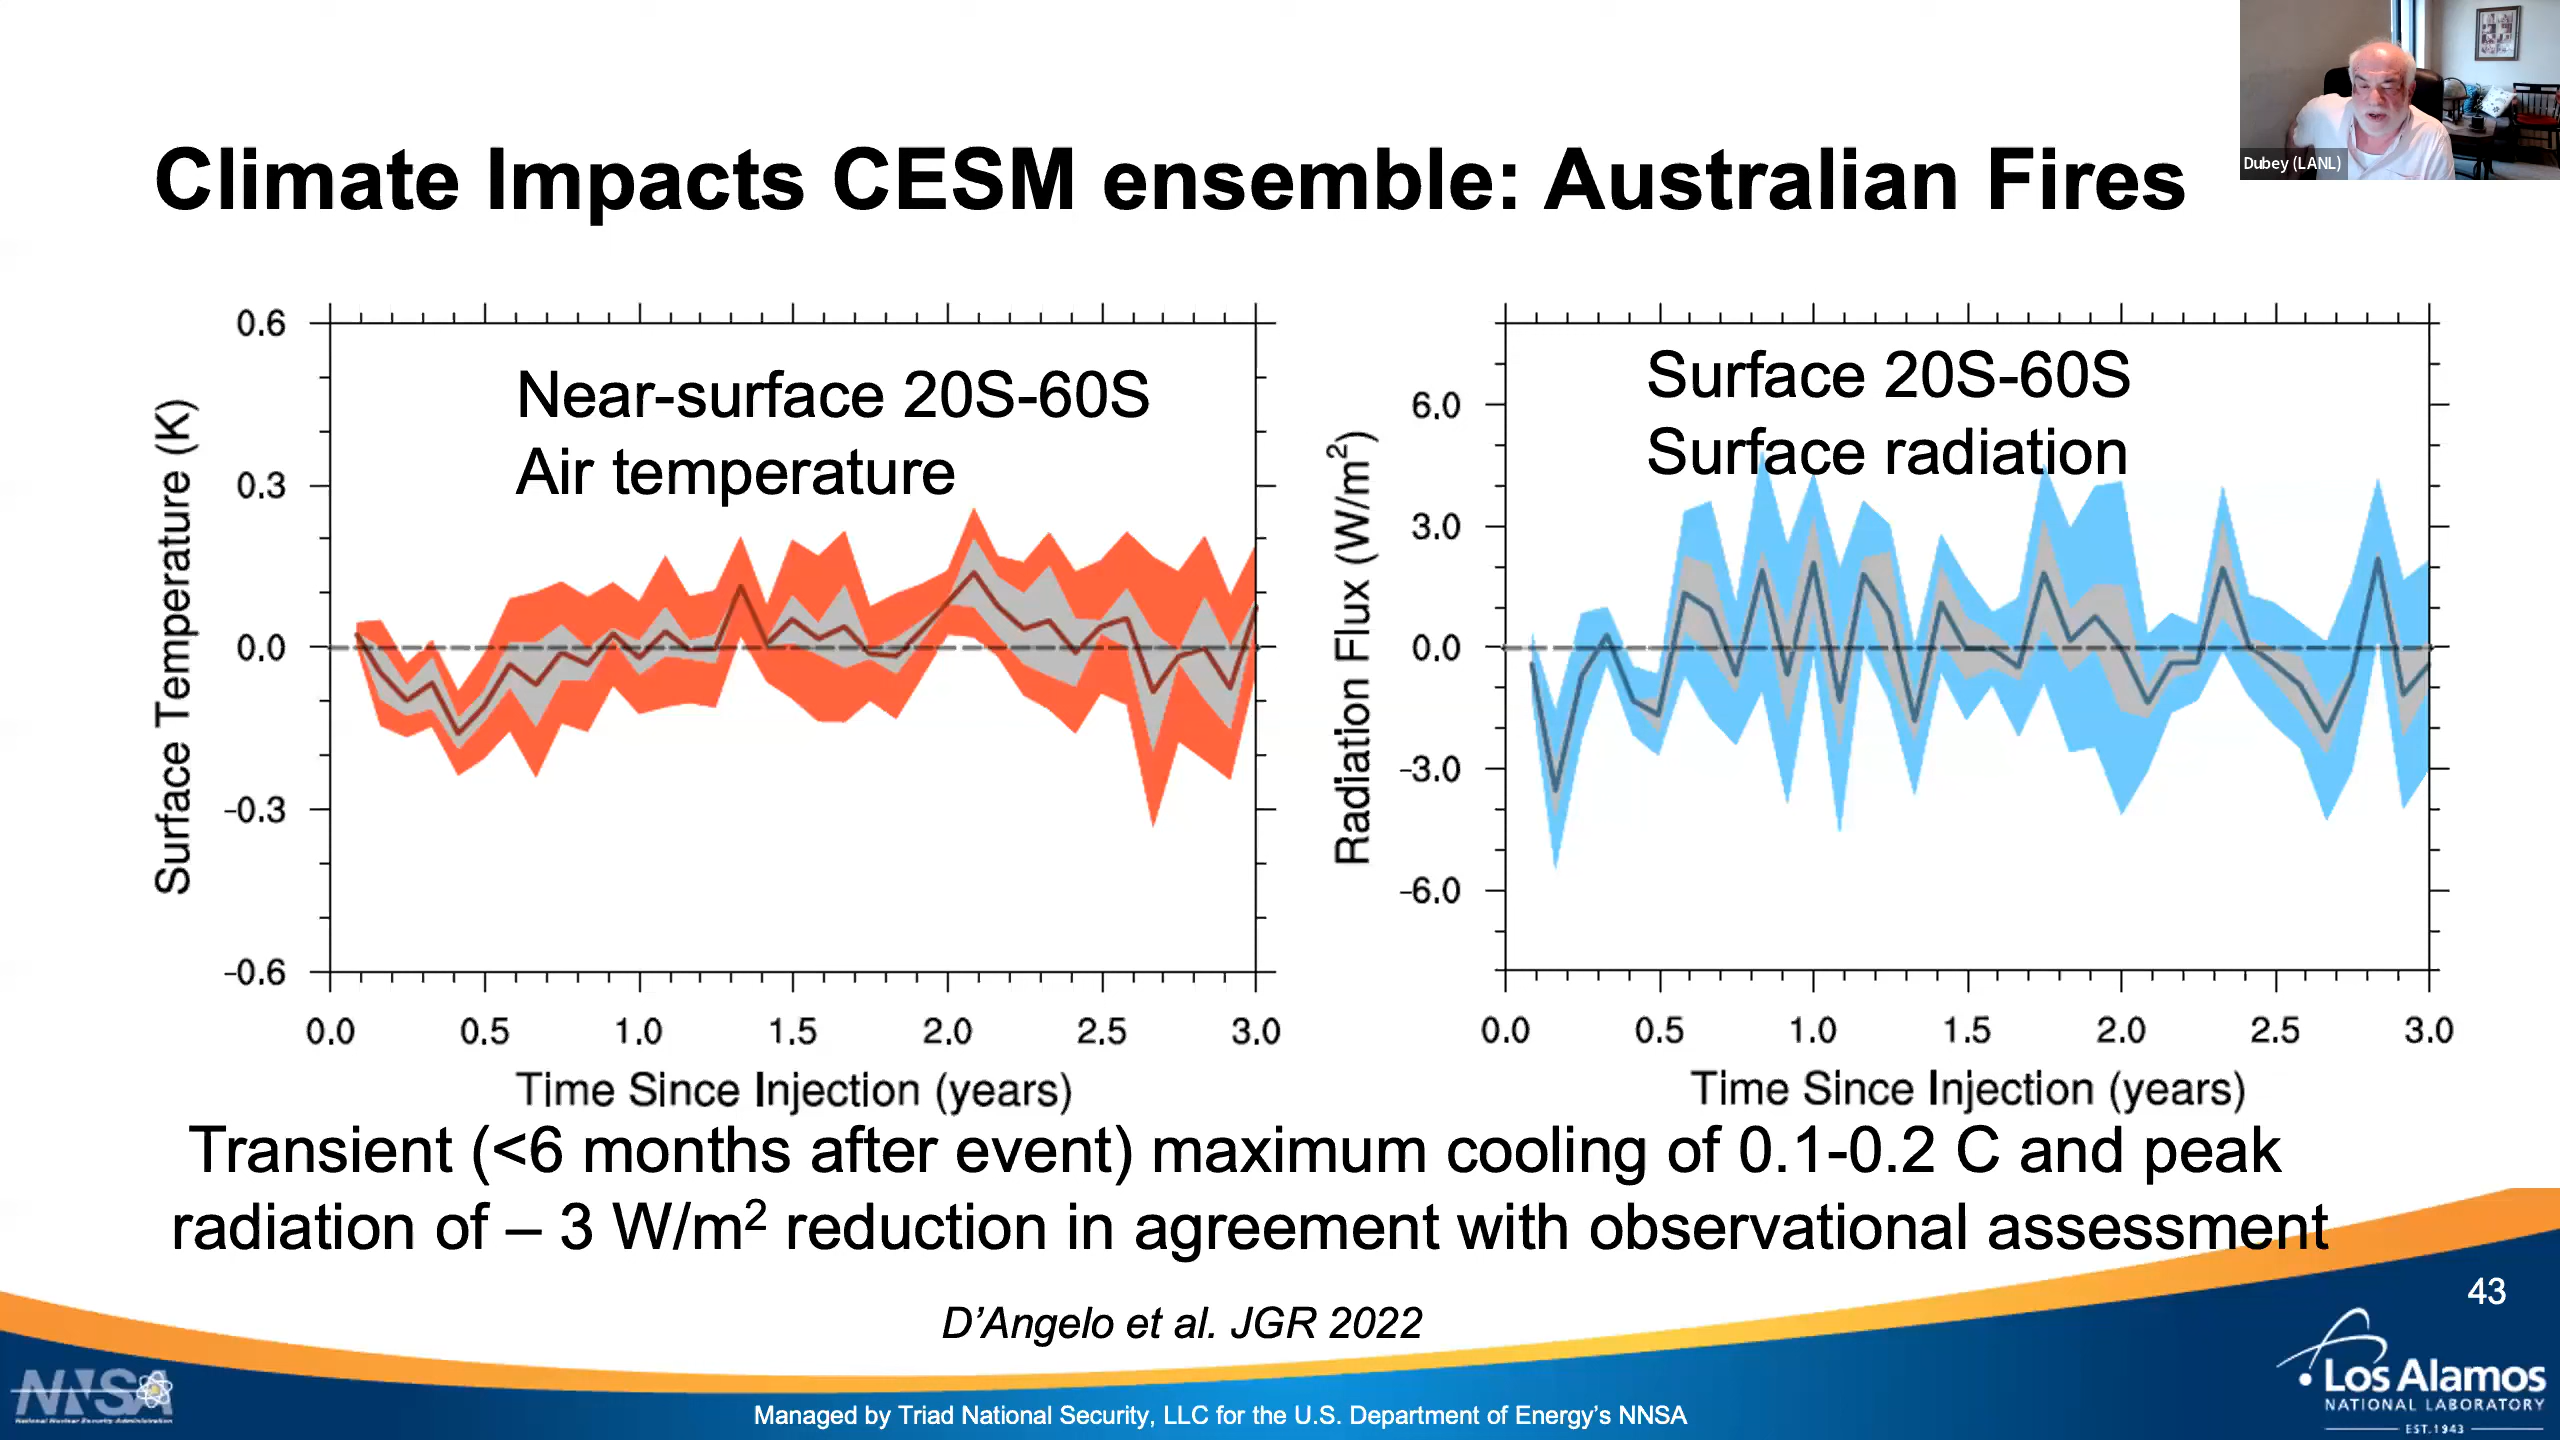 Dubey (LANL)
Climate Impacts CESM ensemble: Australian Fires
Near-surface 20S-60S
Air temperature
Surface Temperature (K)
0.6
0.3
0.0
-0.3
-0.6
0.0 0.5 1.0 1.5 2.0 2.5 3.0
Time Since Injection (years)
Surface 20S-60S
Surface radiation
Radiation Flux (W/m²)
6.0
3.0
0.0
-3.0
-6.0
0.0 0.5 1.0 1.5 2.0 2.5 3.0
Time Since Injection (years)
Transient (<6 months after event) maximum cooling of 0.1-0.2 C and peak
radiation of – 3 W/m² reduction in agreement with observational assessment
D’Angelo et al. JGR 2022
43
NNSA
National Nuclear Security Administration
Managed by Triad National Security, LLC for the U.S. Department of Energy’s NNSA
Los Alamos
NATIONAL LABORATORY
EST.1943